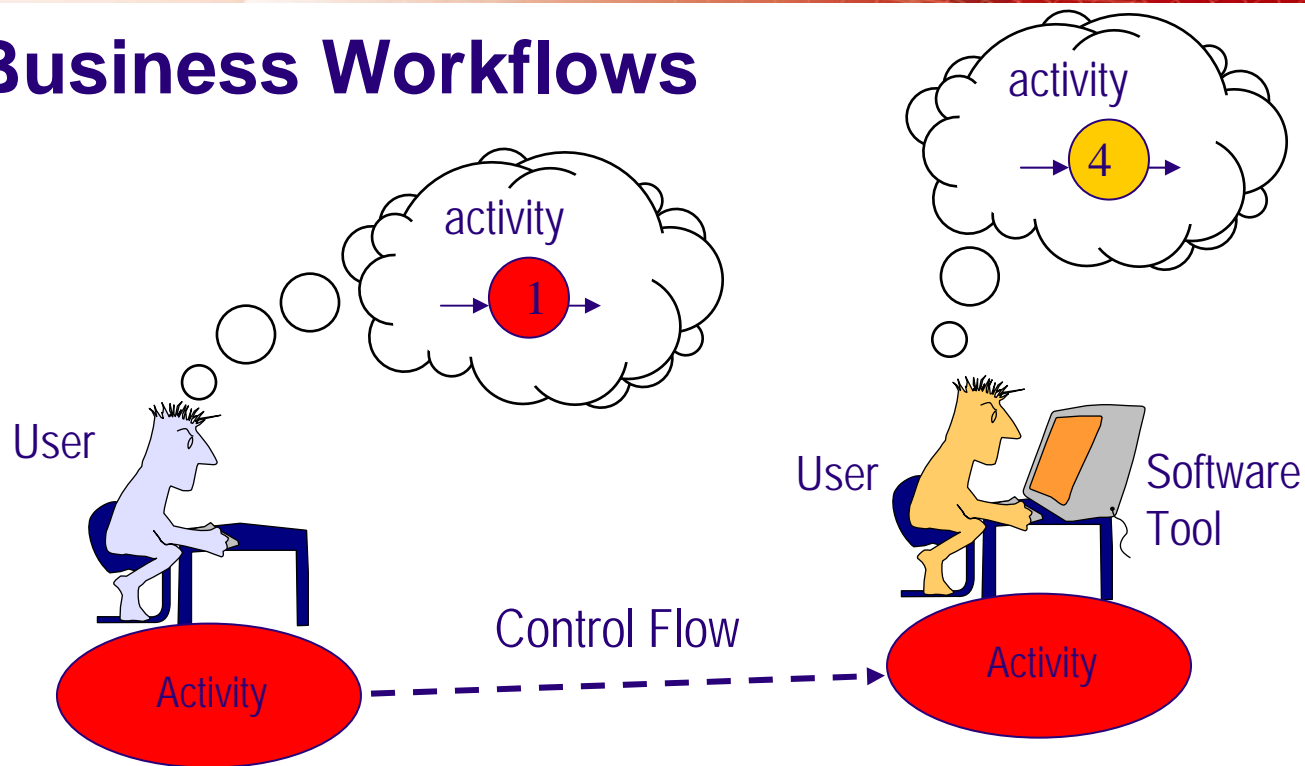 Business Workflows
activity
4
activity
1
User
User
Software
Tool
Control Flow
Activity
Activity